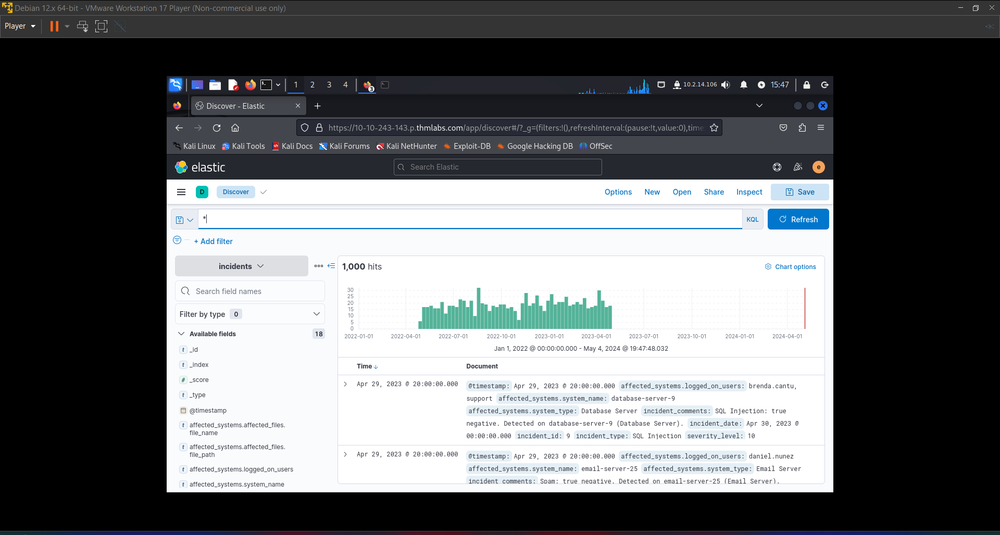 Debian 12.x 64-bit - VMware Workstation 17 Player (Non-commercial use only)
Player
1 2 3 4
3
10.2.14.106
15:47
Discover - Elastic
https://10-10-243-143.p.thmlabs.com/app/discover#/?_g=(filters:!(),refreshInterval:(pause:!t,value:0),time
Kali Linux Kali Tools Kali Docs Kali Forums Kali NetHunter Exploit-DB Google Hacking DB OffSec
elastic
Search Elastic
e
D
Discover
Options New Open Share Inspect Save
*
KQL
Refresh
+ Add filter
incidents
Search field names
Filter by type 0
Available fields 18
t _id
t _index
# _score
t _type
@timestamp
t affected_systems.affected_files.
file_name
t affected_systems.affected_files.
file_path
t affected_systems.logged_on_users
t affected_systems.system_name
1,000 hits
Chart options
30
25
20
15
10
5
0
2022-01-01 2022-04-01 2022-07-01 2022-10-01 2023-01-01 2023-04-01 2023-07-01 2023-10-01 2024-01-01 2024-04-01
Jan 1, 2022 @ 00:00:00.000 - May 4, 2024 @ 19:47:48.032
Time Document
Apr 29, 2023 @ 20:00:00.000 @timestamp: Apr 29, 2023 @ 20:00:00.000 affected_systems.logged_on_users: brenda.cantu,
support affected_systems.system_name: database-server-9
affected_systems.system_type: Database Server incident_comments: SQL Injection: true
negative. Detected on database-server-9 (Database Server). incident_date: Apr 30, 2023 @
00:00:00.000 incident_id: 9 incident_type: SQL Injection severity_level: 10
Apr 29, 2023 @ 20:00:00.000 @timestamp: Apr 29, 2023 @ 20:00:00.000 affected_systems.logged_on_users: daniel.nunez
affected_systems.system_name: email-server-25 affected_systems.system_type: Email Server
incident_comments: Spam: true negative. Detected on email-server-25 (Email Server).